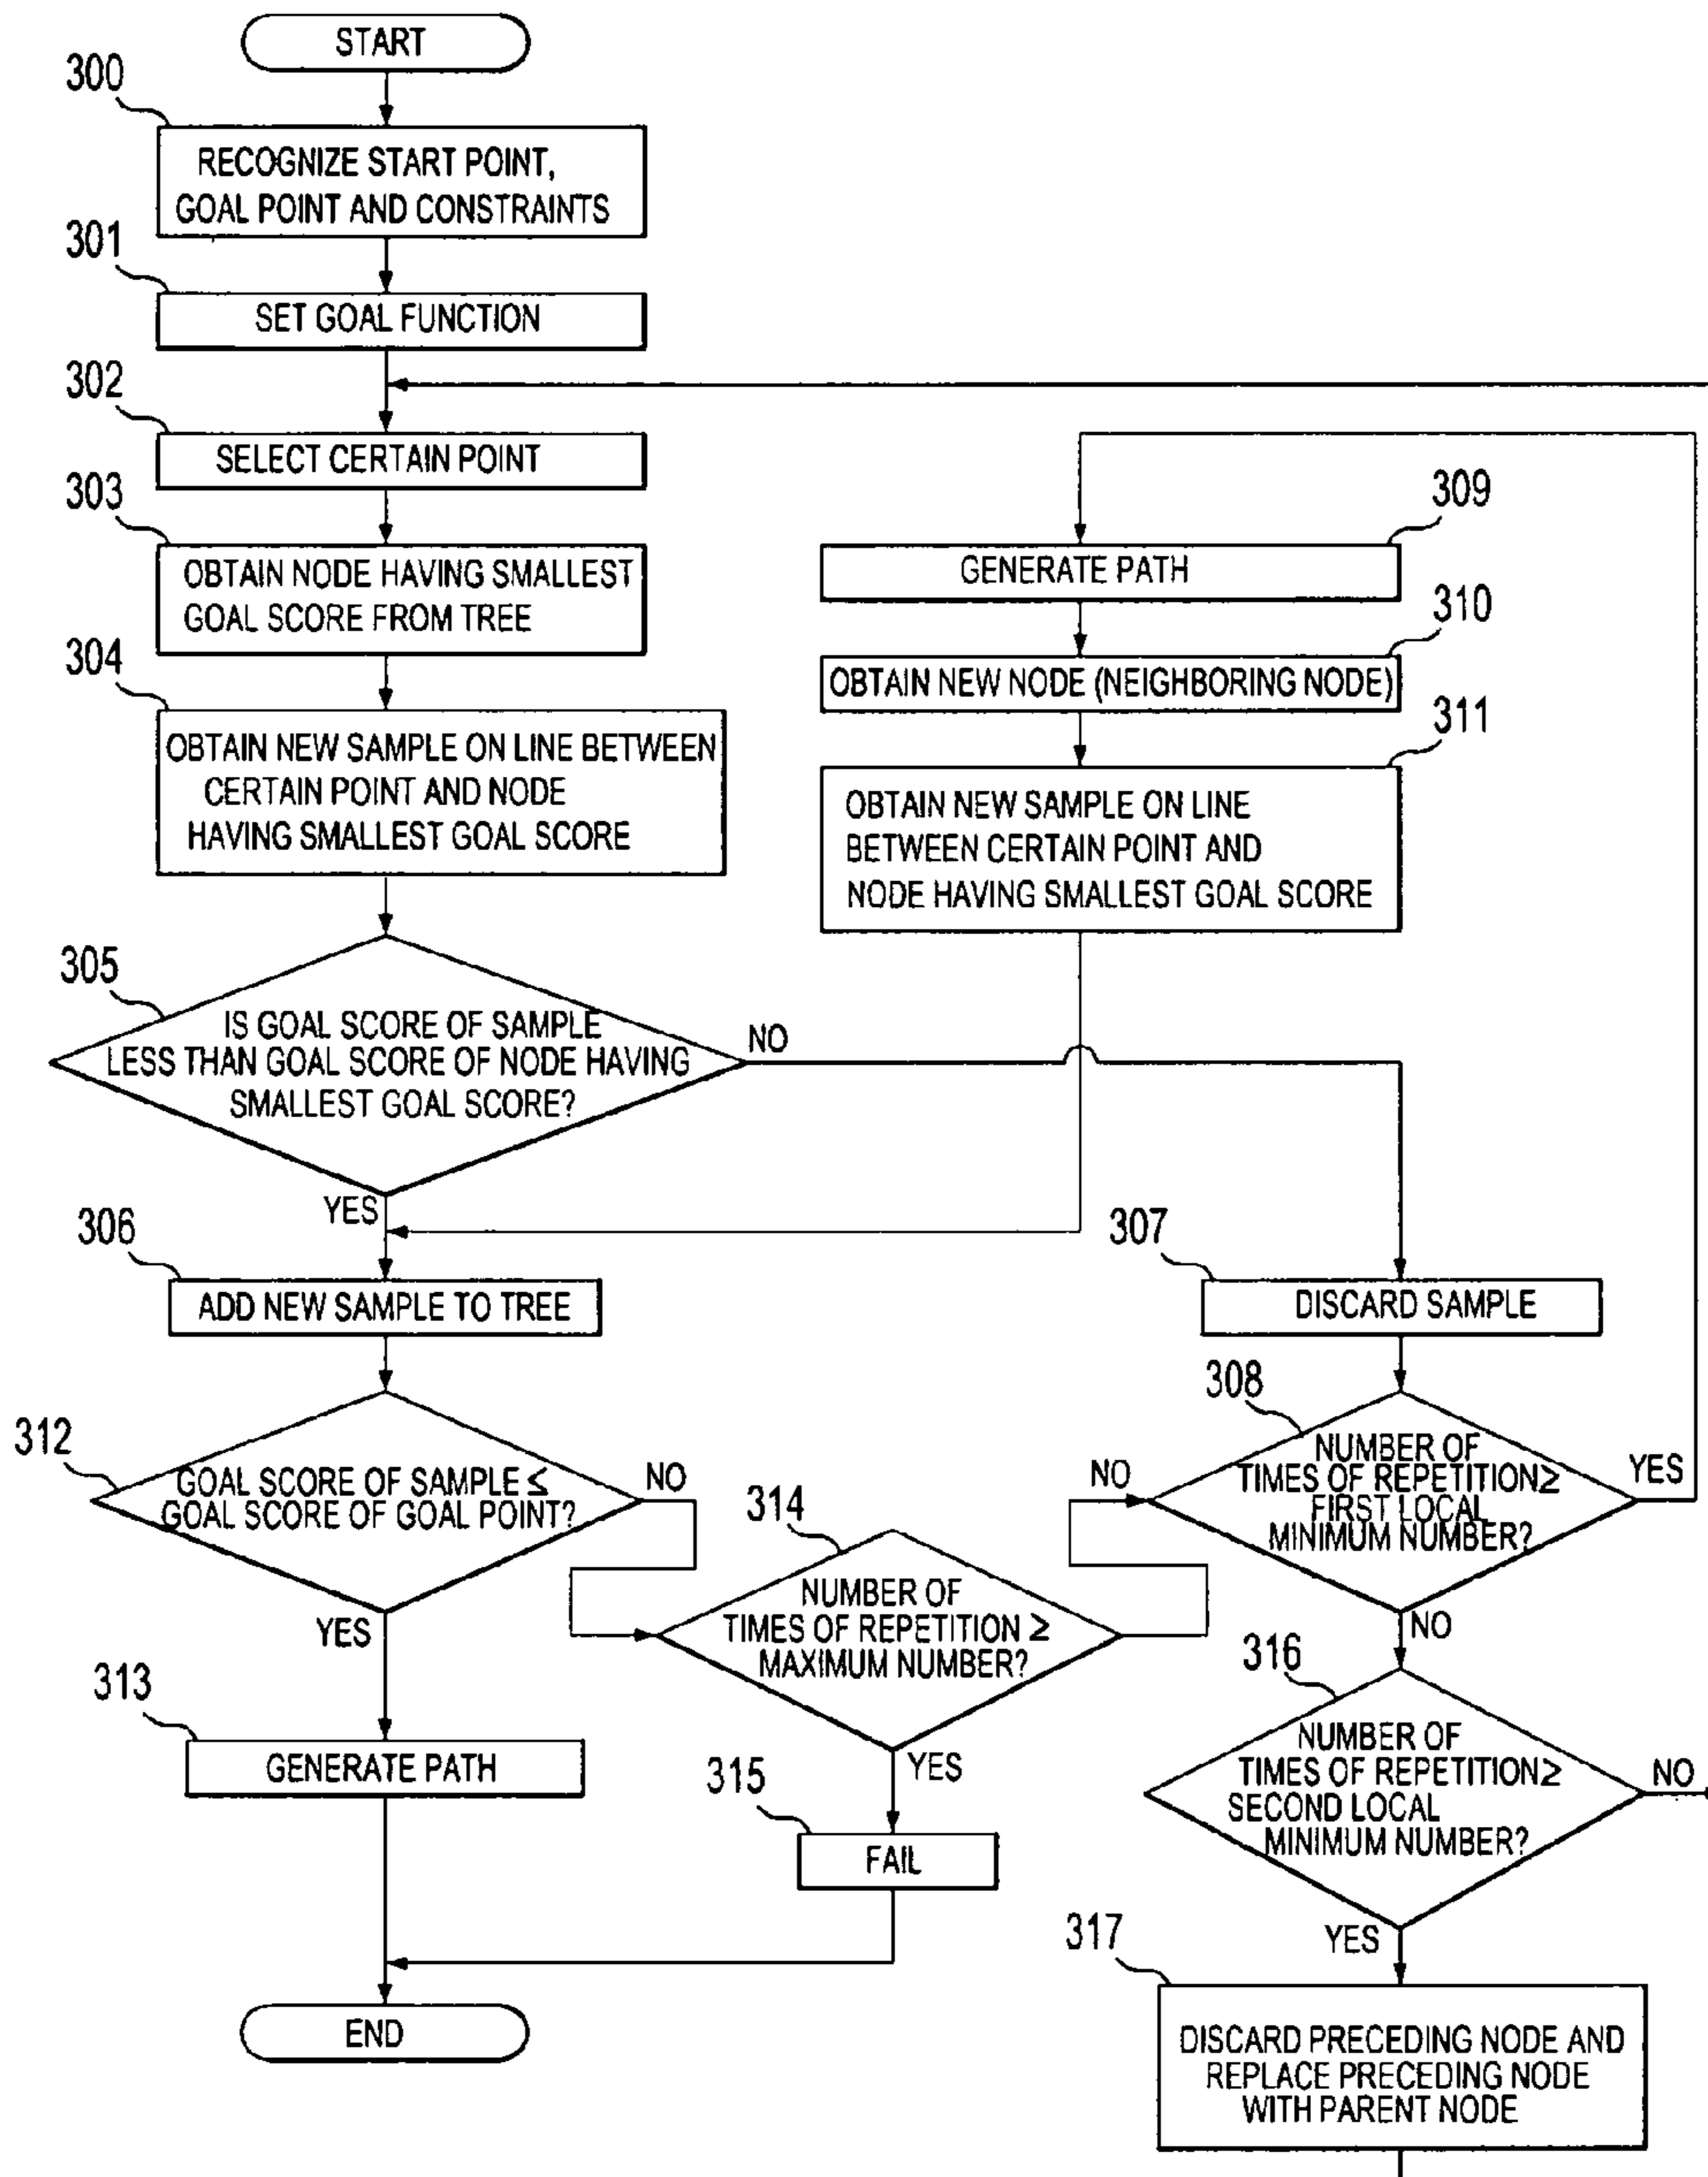 START
300
RECOGNIZE START POINT,
GOAL POINT AND CONSTRAINTS
301
SET GOAL FUNCTION
302
SELECT CERTAIN POINT
303
OBTAIN NODE HAVING SMALLEST
GOAL SCORE FROM TREE
304
OBTAIN NEW SAMPLE ON LINE BETWEEN
CERTAIN POINT AND NODE
HAVING SMALLEST GOAL SCORE
309
GENERATE PATH
310
OBTAIN NEW NODE (NEIGHBORING NODE)
311
OBTAIN NEW SAMPLE ON LINE
BETWEEN CERTAIN POINT AND
NODE HAVING SMALLEST GOAL SCORE
305
IS GOAL SCORE OF SAMPLE
LESS THAN GOAL SCORE OF NODE HAVING
SMALLEST GOAL SCORE?
NO
YES
306
ADD NEW SAMPLE TO TREE
307
DISCARD SAMPLE
312
GOAL SCORE OF SAMPLE ≤
GOAL SCORE OF GOAL POINT?
NO
YES
314
NUMBER OF
TIMES OF REPETITION ≥
MAXIMUM NUMBER?
NO
YES
308
NUMBER OF
TIMES OF REPETITION≥
FIRST LOCAL
MINIMUM NUMBER?
YES
NO
313
GENERATE PATH
315
FAIL
316
NUMBER OF
TIMES OF REPETITION≥
SECOND LOCAL
MINIMUM NUMBER?
NO
YES
317
DISCARD PRECEDING NODE AND
REPLACE PRECEDING NODE
WITH PARENT NODE
END